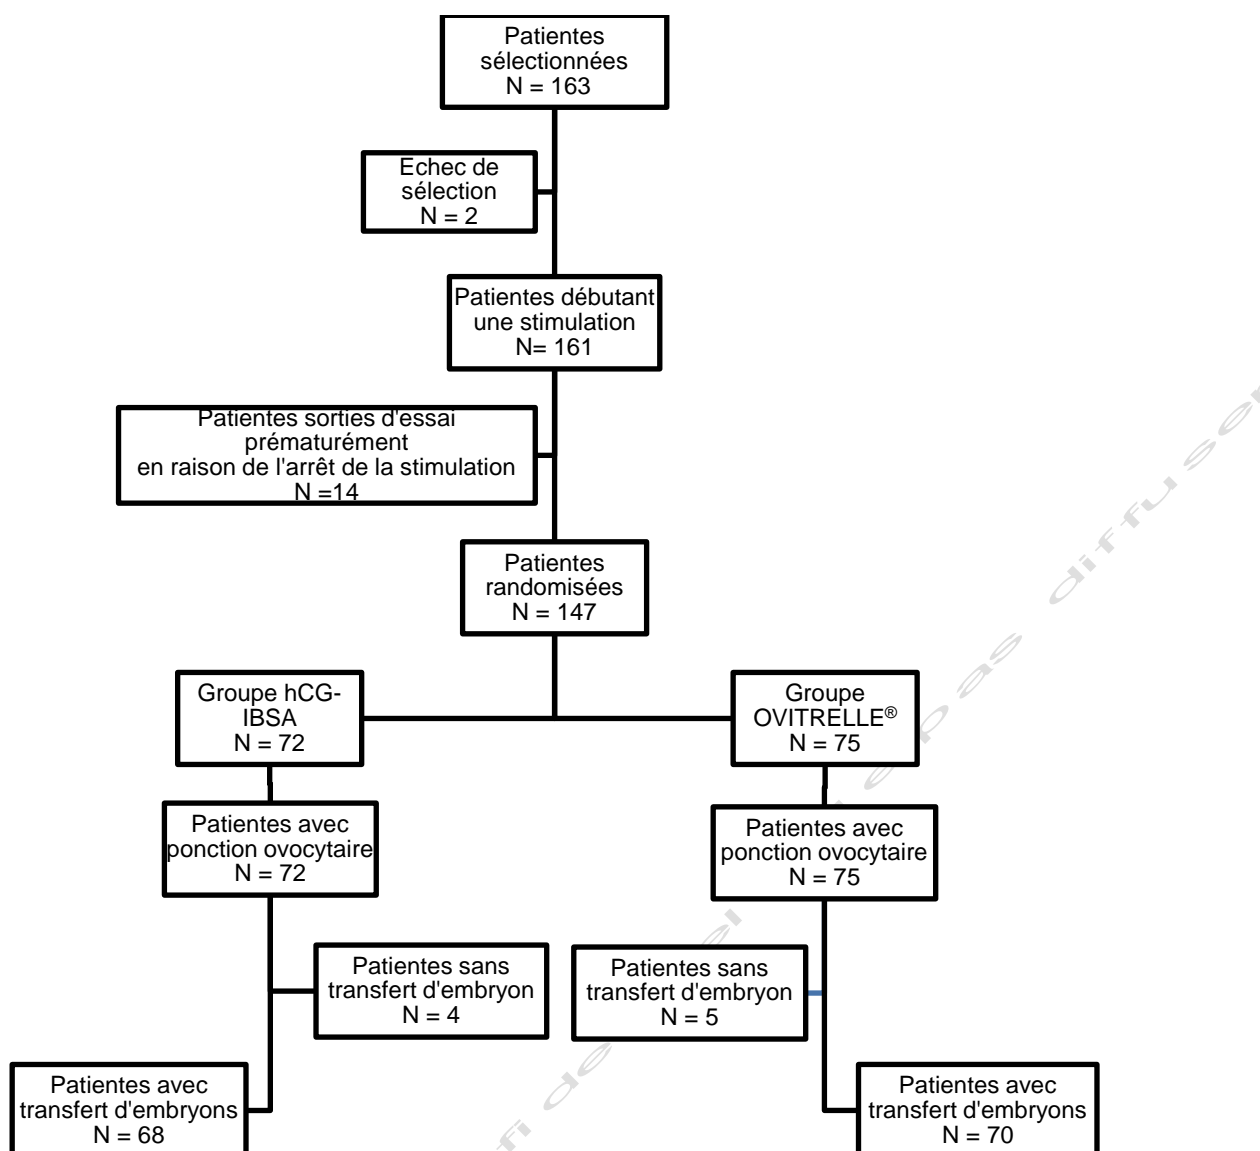 Patientes
sélectionnées
N = 163
Echec de
sélection
N = 2
Patientes débutant
une stimulation
N= 161
Patientes sorties d'essai
prématurément
en raison de l'arrêt de la stimulation
N =14
Patientes
randomisées
N = 147
Groupe hCG-
IBSA
N = 72
Groupe
OVITRELLE®
N = 75
Patientes avec
ponction ovocytaire
N = 72
Patientes avec
ponction ovocytaire
N = 75
Patientes sans
transfert d'embryon
N = 4
Patientes sans
transfert d'embryon
N = 5
Patientes avec
transfert d'embryons
N = 68
Patientes avec
transfert d'embryons
N = 70
pas diffuser